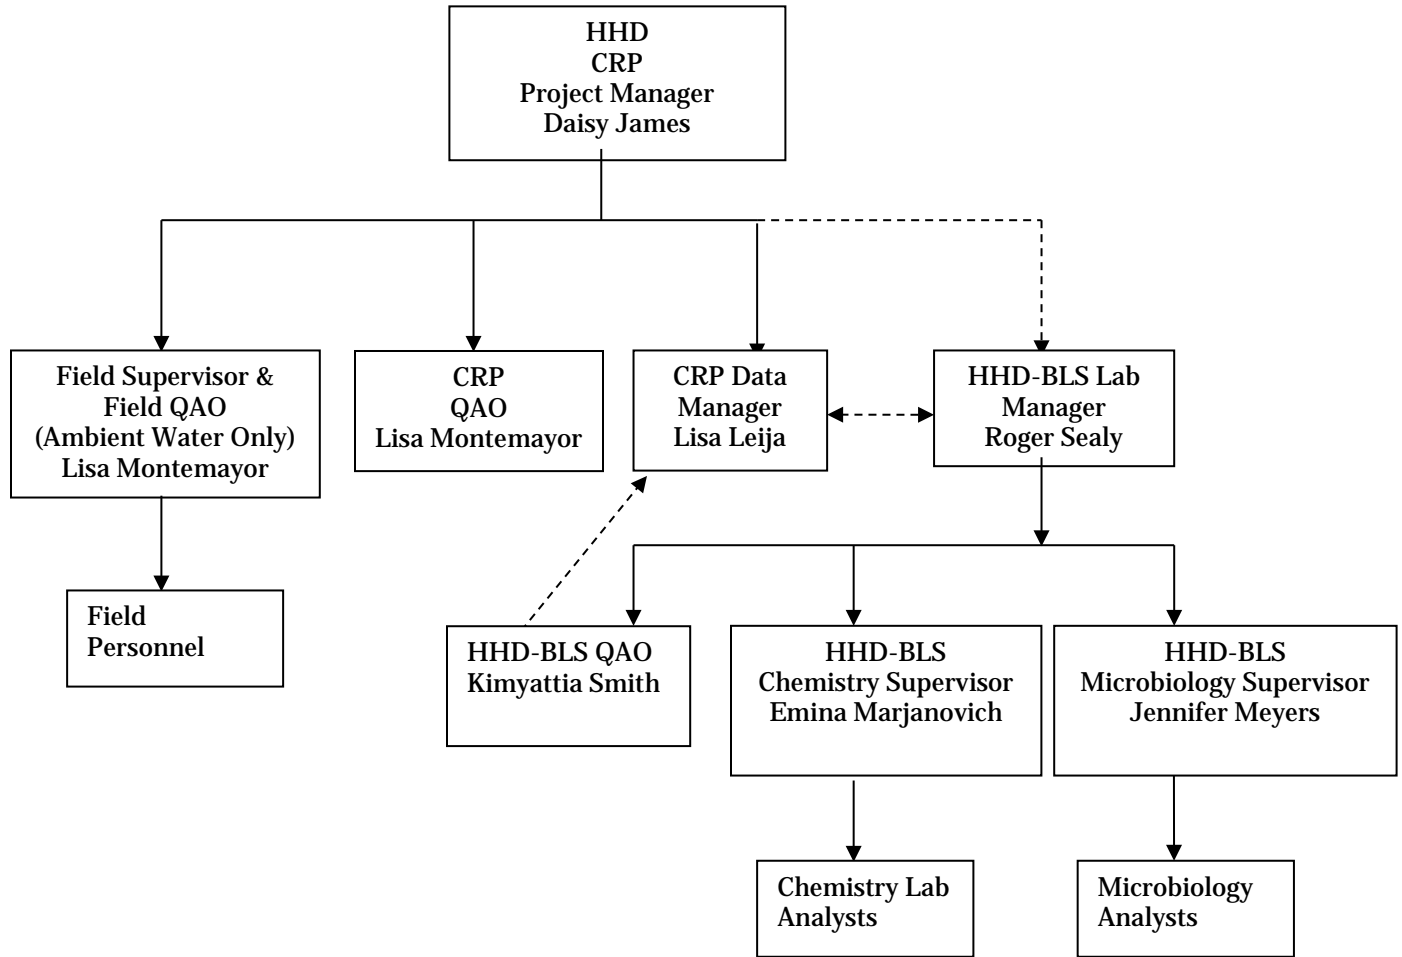 HHD
CRP
Project Manager
Daisy James
Field Supervisor &
Field QAO
(Ambient Water Only)
Lisa Montemayor
CRP
QAO
Lisa Montemayor
CRP Data
Manager
Lisa Leija
HHD-BLS Lab
Manager
Roger Sealy
Field
Personnel
HHD-BLS QAO
Kimyattia Smith
HHD-BLS
Chemistry Supervisor
Emina Marjanovich
HHD-BLS
Microbiology Supervisor
Jennifer Meyers
Chemistry Lab
Analysts
Microbiology
Analysts